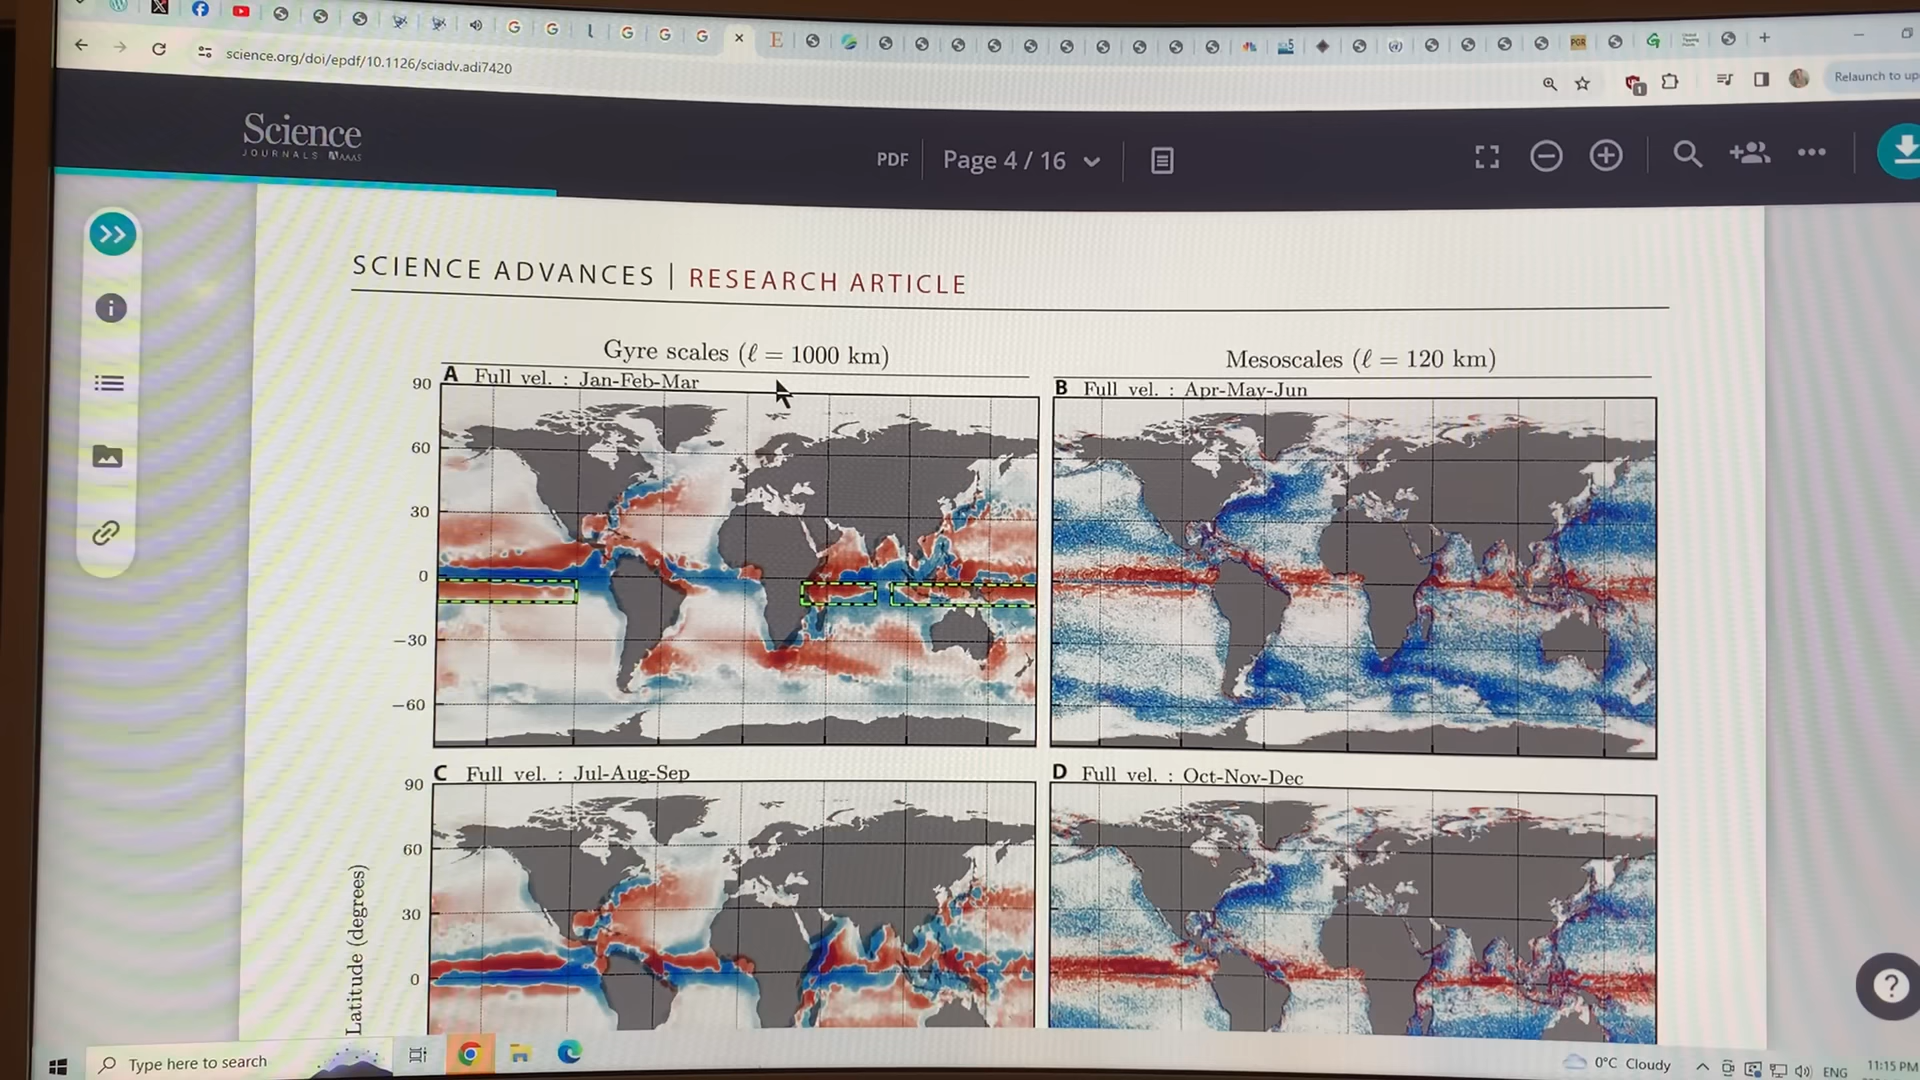 science.org/doi/epdf/10.1126/sciadv.adi7420
Relaunch to up
Science
JOURNALS AAAS
PDF
Page 4 / 16
SCIENCE ADVANCES | RESEARCH ARTICLE
Gyre scales (ℓ = 1000 km)
Mesoscales (ℓ = 120 km)
A Full vel. : Jan-Feb-Mar
B Full vel. : Apr-May-Jun
90
60
30
0
−30
−60
C Full vel. : Jul-Aug-Sep
D Full vel. : Oct-Nov-Dec
90
60
30
0
Latitude (degrees)
Type here to search
0°C Cloudy
ENG
11:15 PM